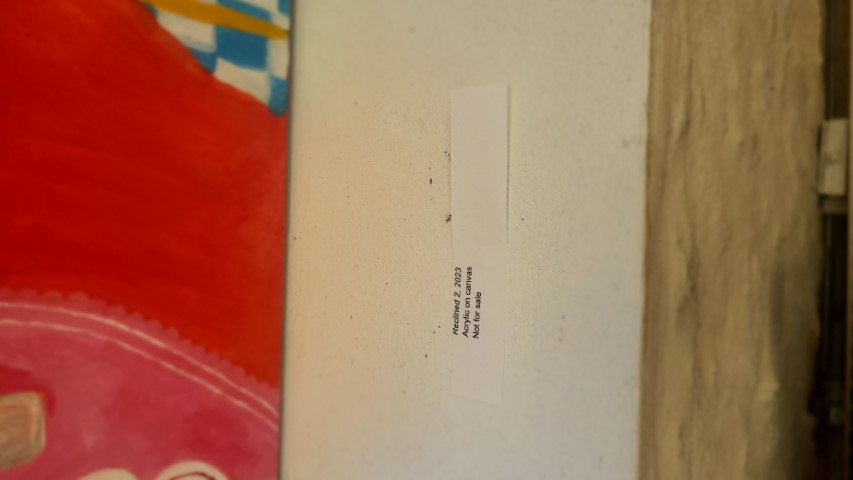 Reclined 2, 2023
Acrylic on canvas
Not for sale